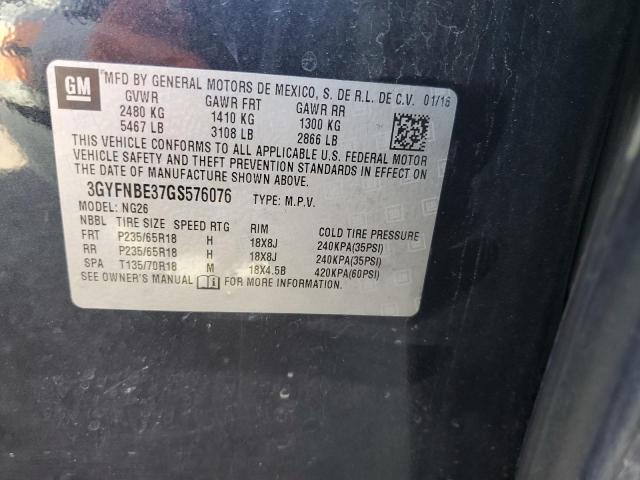 GM
®MFD BY GENERAL MOTORS DE MEXICO, S. DE R.L. DE C.V. 01/16
GVWR GAWR FRT GAWR RR
2480 KG 1410 KG 1300 KG
5467 LB 3108 LB 2866 LB
THIS VEHICLE CONFORMS TO ALL APPLICABLE U.S. FEDERAL MOTOR
VEHICLE SAFETY AND THEFT PREVENTION STANDARDS IN EFFECT ON
THE DATE OF MANUFACTURE SHOWN ABOVE.
3GYFNBE37GS576076 TYPE: M.P.V.
MODEL: NG26
NBBL TIRE SIZE SPEED RTG RIM COLD TIRE PRESSURE
FRT P235/65R18 H 18X8J 240KPA(35PSI)
RR P235/65R18 H 18X8J 240KPA(35PSI)
SPA T135/70R18 M 18X4.5B 420KPA(60PSI)
SEE OWNER'S MANUAL FOR MORE INFORMATION.